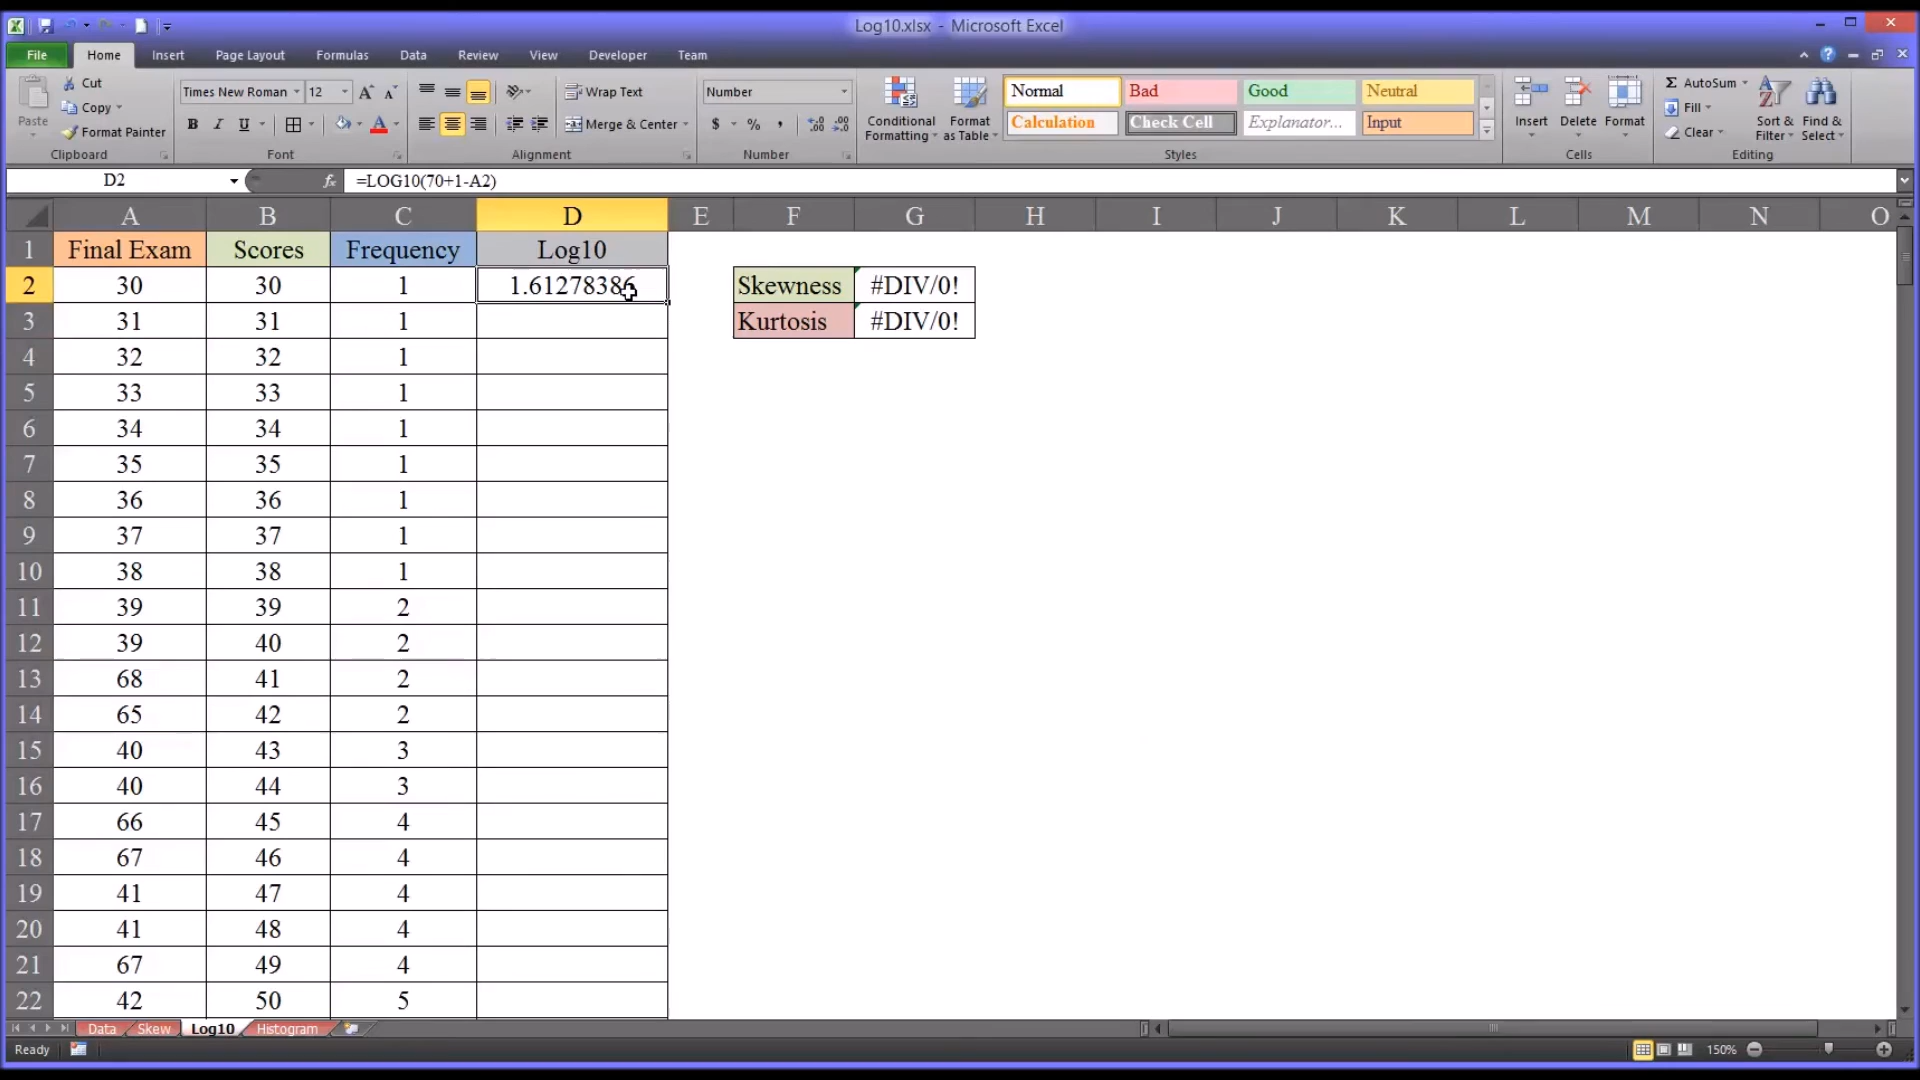 Log10.xlsx - Microsoft Excel
File Home Insert Page Layout Formulas Data Review View Developer Team
Paste
Cut
Copy
Format Painter
Clipboard
Times New Roman 12
B I U
Font
Wrap Text
Merge & Center
Alignment
Number
$ % ,
Number
Conditional Formatting
Format as Table
Normal Bad Good Neutral
Calculation Check Cell Explanator... Input
Styles
Insert Delete Format
Cells
Σ AutoSum
Fill
Clear
Sort & Filter
Find & Select
Editing
D2 fx =LOG10(70+1-A2)
A B C D E F G H I J K L M N O
1 Final Exam Scores Frequency Log10
2 30 30 1 1.61278386 Skewness #DIV/0!
3 31 31 1 Kurtosis #DIV/0!
4 32 32 1
5 33 33 1
6 34 34 1
7 35 35 1
8 36 36 1
9 37 37 1
10 38 38 1
11 39 39 2
12 39 40 2
13 68 41 2
14 65 42 2
15 40 43 3
16 40 44 3
17 66 45 4
18 67 46 4
19 41 47 4
20 41 48 4
21 67 49 4
22 42 50 5
Data Skew Log10 Histogram
Ready 150%